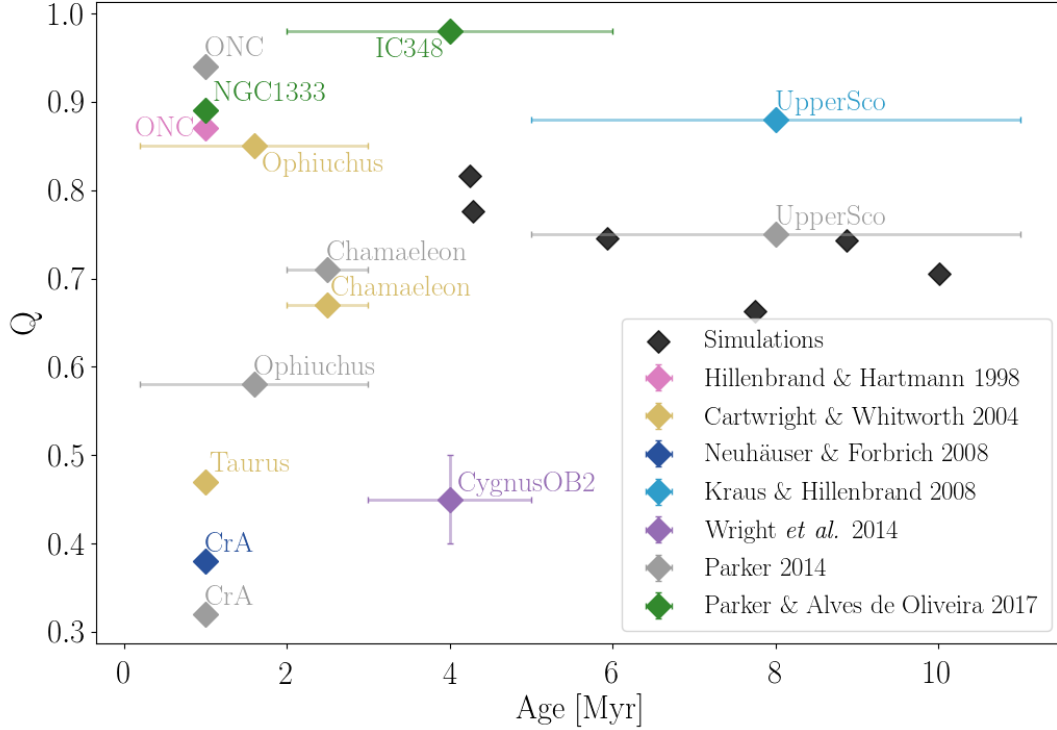 1.0
0.9
0.8
0.7
0.6
0.5
0.4
0.3
Q
0
2
4
6
8
10
Age [Myr]
ONC
IC348
NGC1333
UpperSco
ONC
Ophiuchus
UpperSco
Chamaeleon
Chamaeleon
Ophiuchus
Taurus
CygnusOB2
CrA
CrA
Simulations
Hillenbrand & Hartmann 1998
Cartwright & Whitworth 2004
Neuhäuser & Forbrich 2008
Kraus & Hillenbrand 2008
Wright et al. 2014
Parker 2014
Parker & Alves de Oliveira 2017